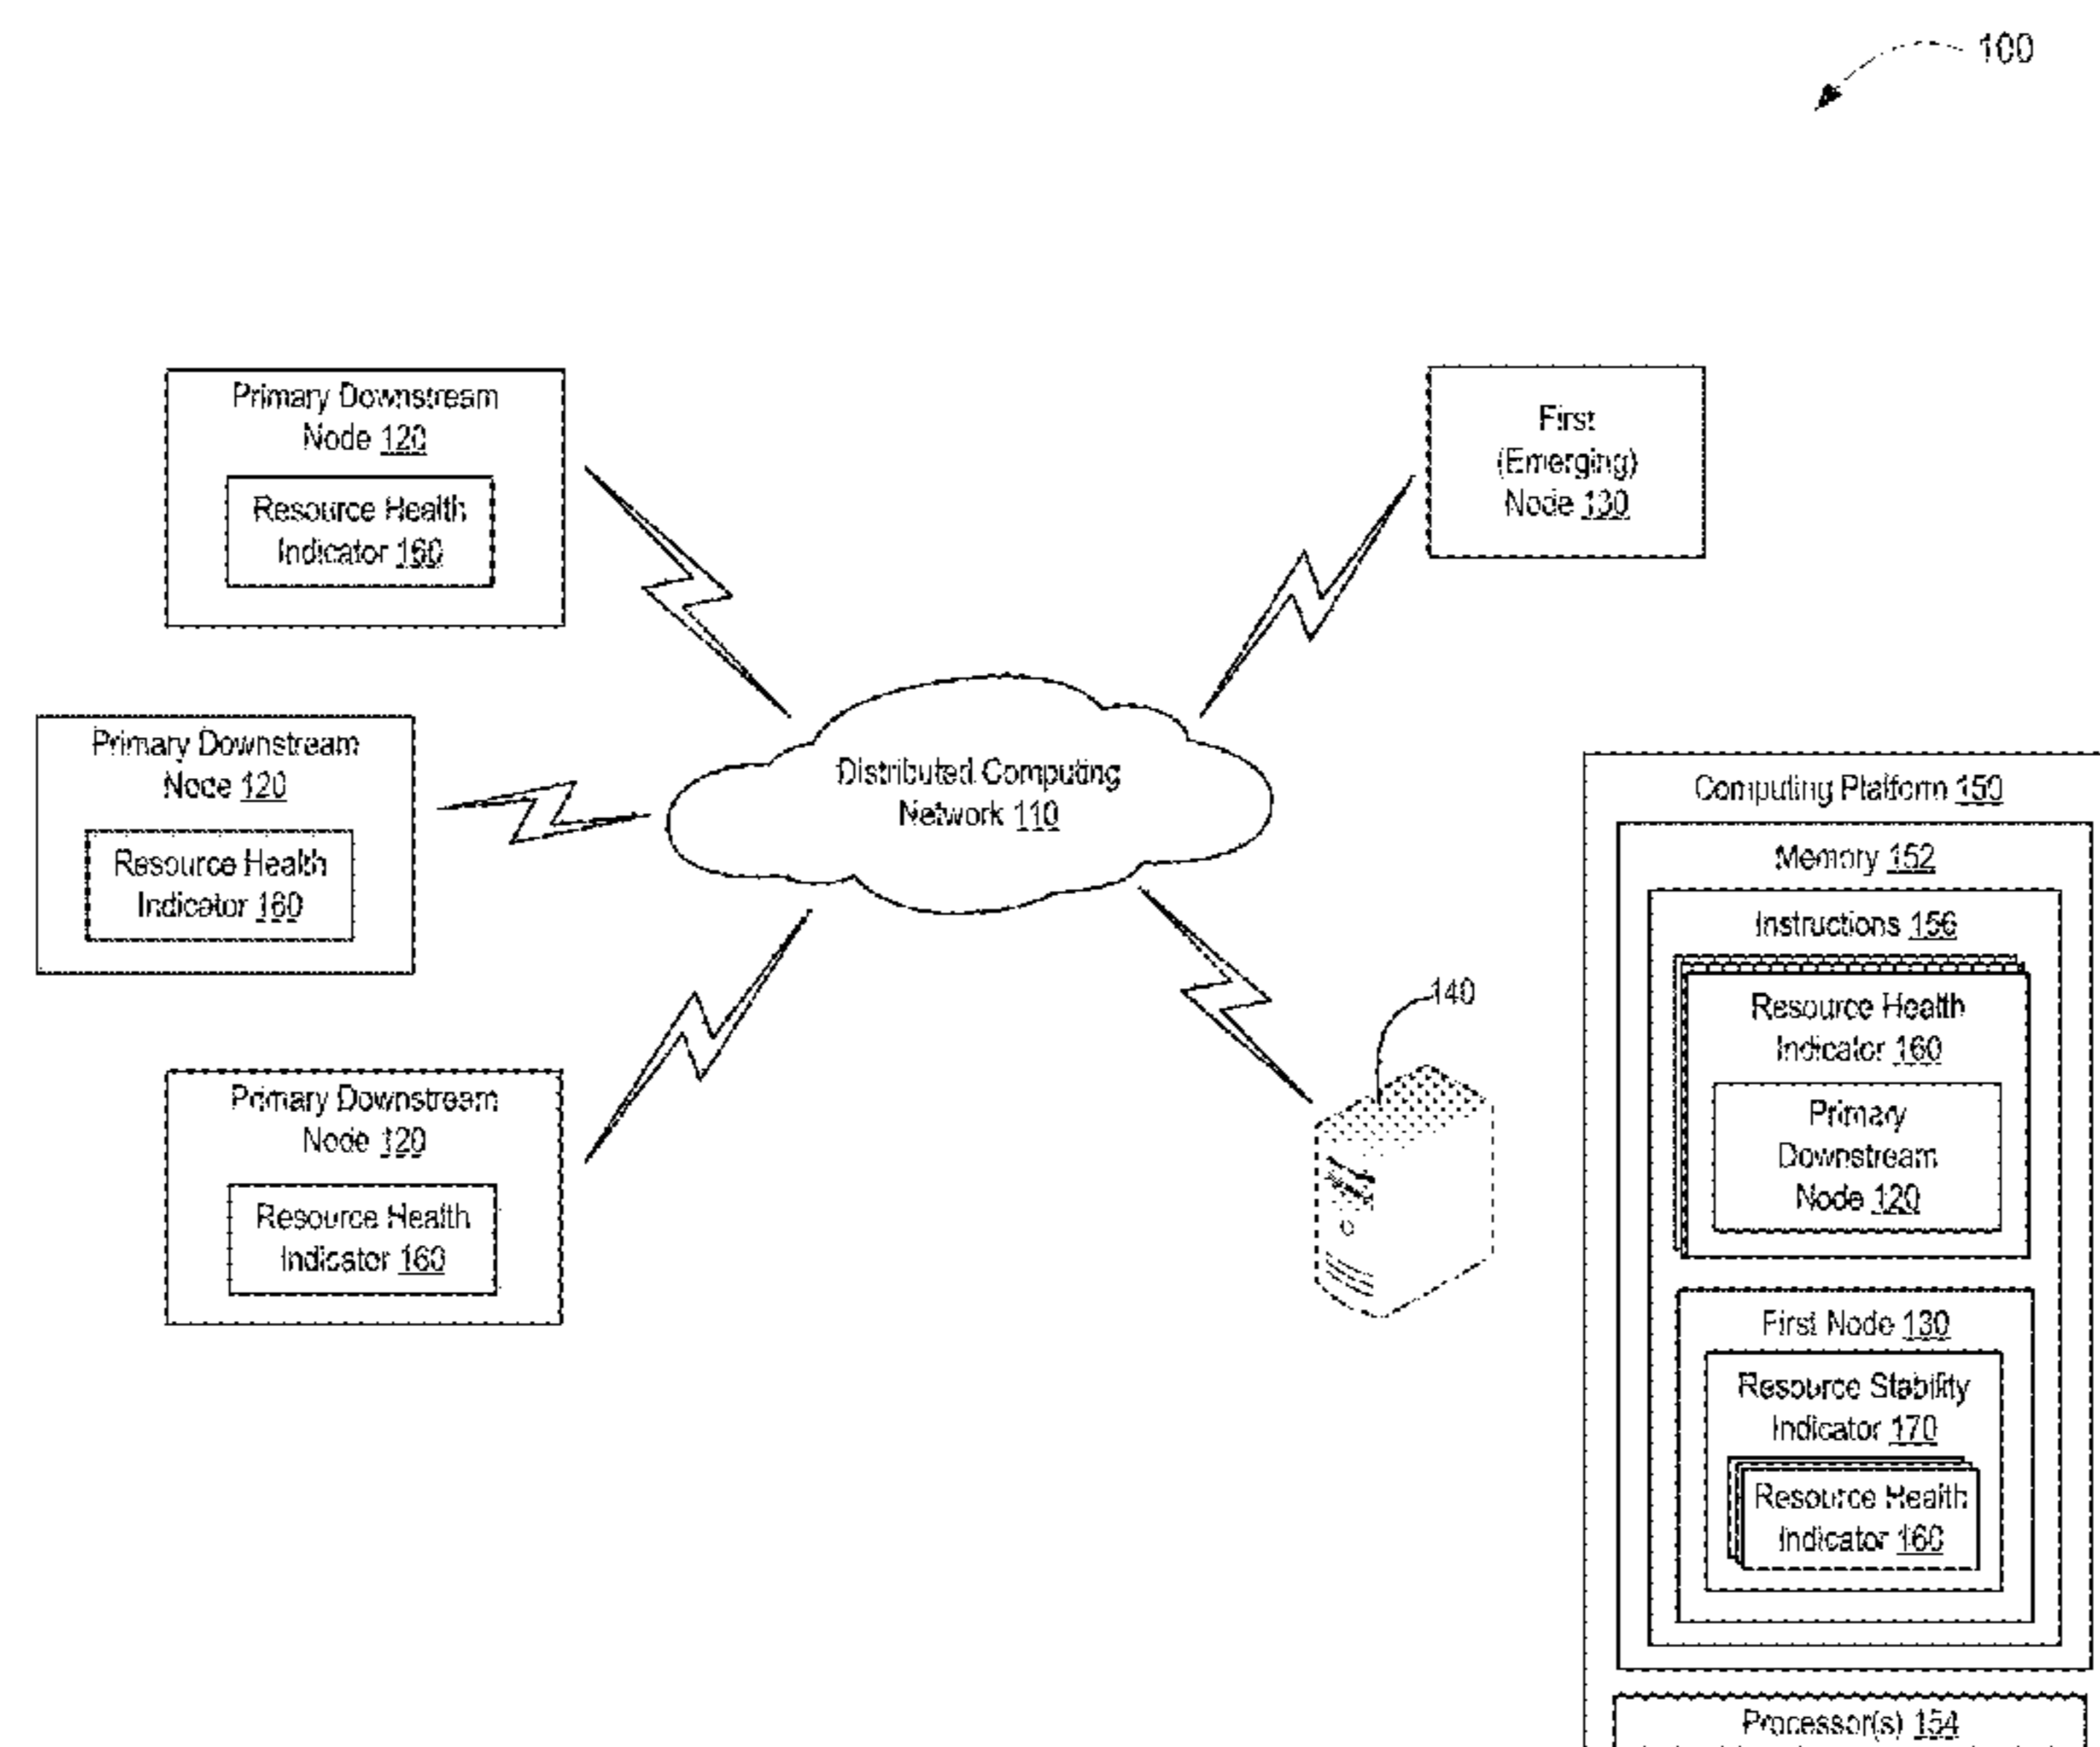 100
Primary Downstream
Node 120
Resource Health
Indicator 160
First
(Emerging)
Node 130
Primary Downstream
Node 120
Resource Health
Indicator 160
Distributed Computing
Network 110
Primary Downstream
Node 120
Resource Health
Indicator 160
140
Computing Platform 150
Memory 152
Instructions 156
Resource Health
Indicator 160
Primary
Downstream
Node 120
First Node 130
Resource Stability
Indicator 170
Resource Health
Indicator 160
Processor(s) 154